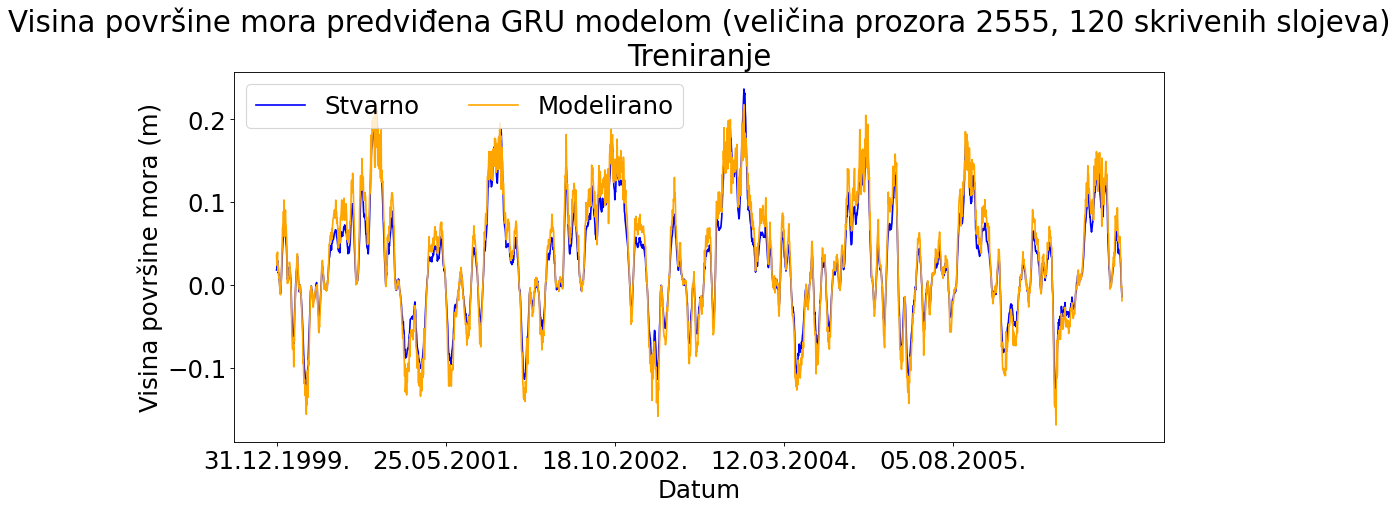 Visina površine mora predviđena GRU modelom (veličina prozora 2555, 120 skrivenih slojeva)
Treniranje
Stvarno Modelirano
Visina površine mora (m)
0.2
0.1
0.0
−0.1
31.12.1999. 25.05.2001. 18.10.2002. 12.03.2004. 05.08.2005.
Datum